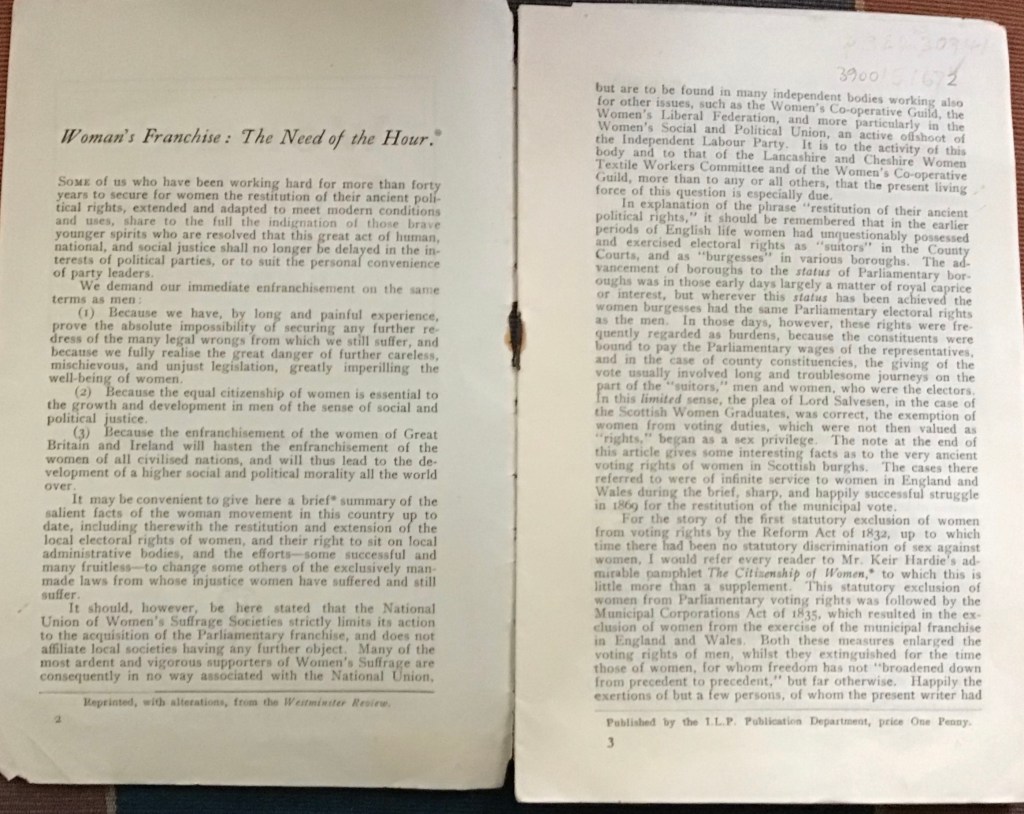 Woman's Franchise: The Need of the Hour.*
SOME of us who have been working hard for more than forty
years to secure for women the restitution of their ancient poli-
tical rights, extended and adapted to meet modern conditions
and uses, share to the full the indignation of those brave
younger spirits who are resolved that this great act of human,
national, and social justice shall no longer be delayed in the in-
terests of political parties, or to suit the personal convenience
of party leaders.
We demand our immediate enfranchisement on the same
terms as men:
(1) Because we have, by long and painful experience,
prove the absolute impossibility of securing any further re-
dress of the many legal wrongs from which we still suffer, and
because we fully realise the great danger of further careless,
mischievous, and unjust legislation, greatly imperilling the
well-being of women.
(2) Because the equal citizenship of women is essential to
the growth and development in men of the sense of social and
political justice.
(3) Because the enfranchisement of the women of Great
Britain and Ireland will hasten the enfranchisement of the
women of all civilised nations, and will thus lead to the de-
velopment of a higher social and political morality all the world
over.
It may be convenient to give here a brief* summary of the
salient facts of the woman movement in this country up to
date, including therewith the restitution and extension of the
local electoral rights of women, and their right to sit on local
administrative bodies, and the efforts—some successful and
many fruitless—to change some others of the exclusively man-
made laws from whose injustice women have suffered and still
suffer.
It should, however, be here stated that the National
Union of Women's Suffrage Societies strictly limits its action
to the acquisition of the Parliamentary franchise, and does not
affiliate local societies having any further object. Many of the
most ardent and vigorous supporters of Women's Suffrage are
consequently in no way associated with the National Union,
Reprinted, with alterations, from the Westminster Review.
2
but are to be found in many independent bodies working also
for other issues, such as the Women's Co-operative Guild, the
Women's Liberal Federation, and more particularly in the
Women's Social and Political Union, an active offshoot of
the Independent Labour Party. It is to the activity of this
body and to that of the Lancashire and Cheshire Women
Textile Workers Committee and of the Women's Co-operative
Guild, more than to any or all others, that the present living
force of this question is especially due.
In explanation of the phrase "restitution of their ancient
political rights," it should be remembered that in the earlier
periods of English life women had unquestionably possessed
and exercised electoral rights as "suitors" in the County
Courts, and as "burgesses" in various boroughs. The ad-
vancement of boroughs to the status of Parliamentary bor-
oughs was in those early days largely a matter of royal caprice
or interest, but wherever this status has been achieved the
women burgesses had the same Parliamentary electoral rights
as the men. In those days, however, these rights were fre-
quently regarded as burdens, because the constituents were
bound to pay the Parliamentary wages of the representatives,
and in the case of county constituencies, the giving of the
vote usually involved long and troublesome journeys on the
part of the "suitors," men and women, who were the electors.
In this limited sense, the plea of Lord Salvesen, in the case of
the Scottish Women Graduates, was correct, the exemption of
women from voting duties, which were not then valued as
"rights," began as a sex privilege. The note at the end of
this article gives some interesting facts as to the very ancient
voting rights of women in Scottish burghs. The cases there
referred to were of infinite service to women in England and
Wales during the brief, sharp, and happily successful struggle
in 1869 for the restitution of the municipal vote.
For the story of the first statutory exclusion of women
from voting rights by the Reform Act of 1832, up to which
time there had been no statutory discrimination of sex against
women, I would refer every reader to Mr. Keir Hardie's ad-
mirable pamphlet The Citizenship of Women,* to which this is
little more than a supplement. This statutory exclusion of
women from Parliamentary voting rights was followed by the
Municipal Corporations Act of 1835, which resulted in the ex-
clusion of women from the exercise of the municipal franchise
in England and Wales. Both these measures enlarged the
voting rights of men, whilst they extinguished for the time
those of women, for whom freedom has not "broadened down
from precedent to precedent," but far otherwise. Happily the
exertions of but a few persons, of whom the present writer had
Published by the I.L.P. Publication Department, price One Penny.
3